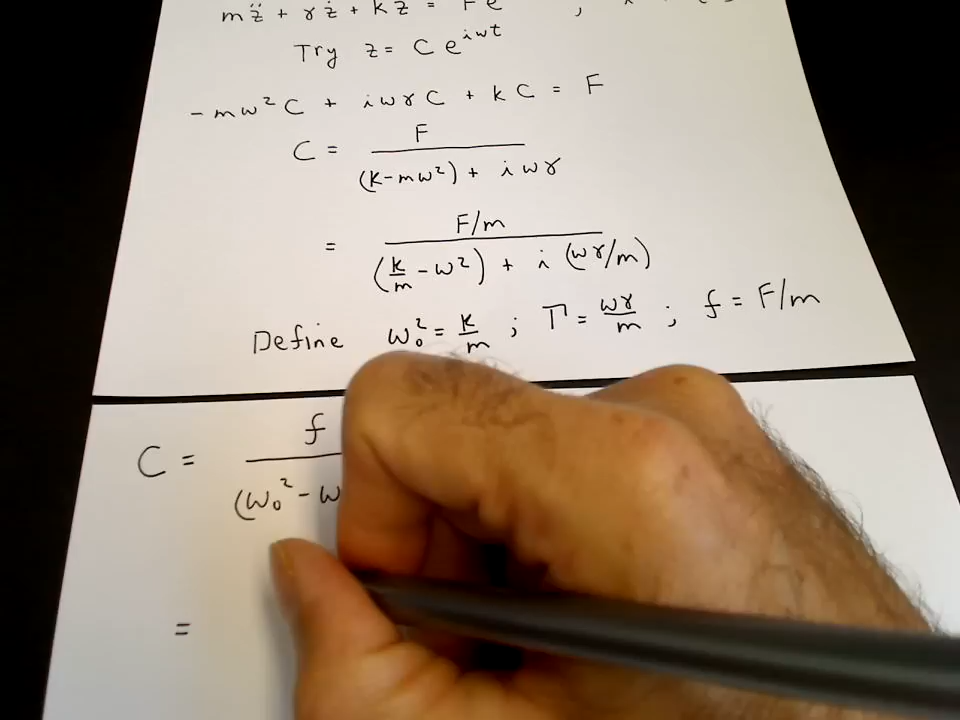 m z̈ + γ ż + k z = F e
Try z = C e^{iωt}
-mω²C + iωγC + kC = F
C = F / ((k-mω²) + iωγ)
= F/m / ((k/m - ω²) + i(ωγ/m))
Define ω₀² = k/m ; Γ = ωγ/m ; f = F/m
C = f
(ω₀² - ω
=